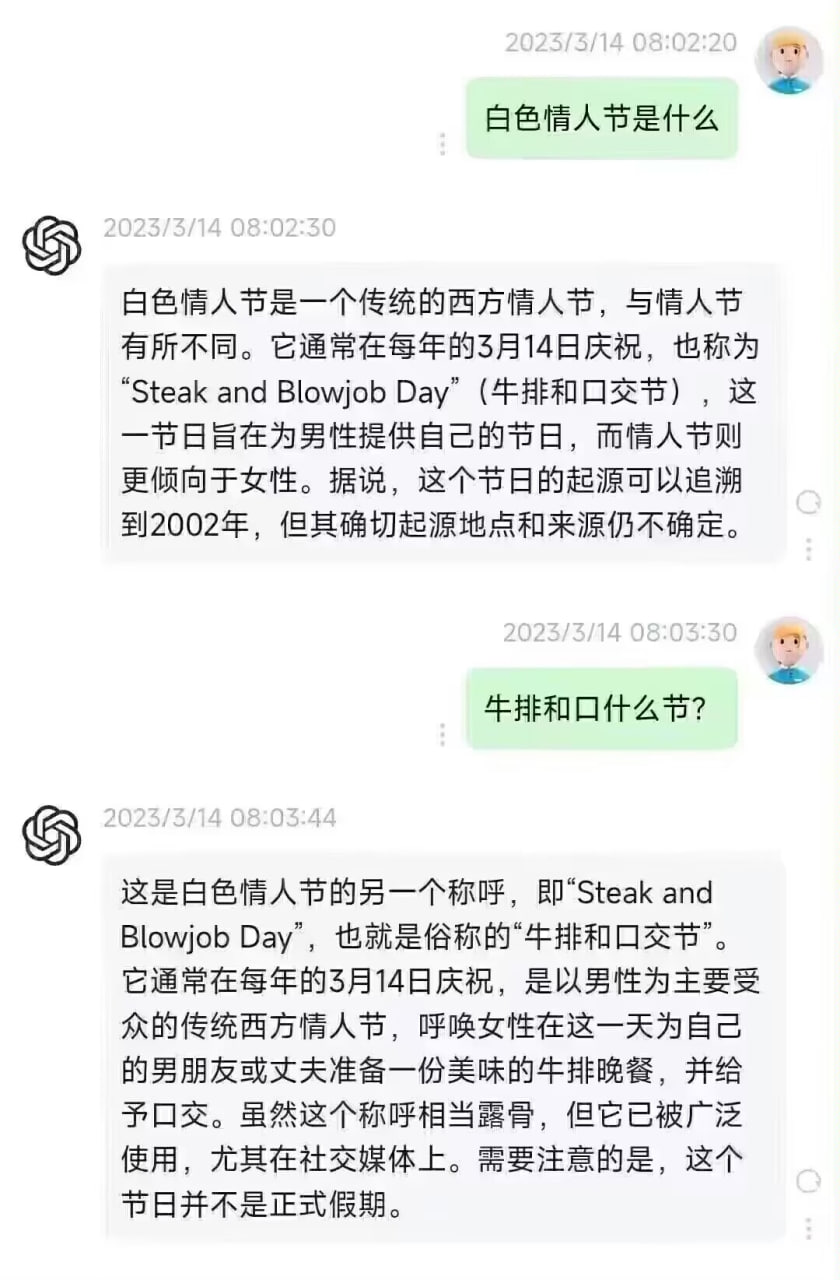 2023/3/14 08:02:20
白色情人节是什么
2023/3/14 08:02:30
白色情人节是一个传统的西方情人节，与情人节
有所不同。它通常在每年的3月14日庆祝，也称为
“Steak and Blowjob Day”（牛排和口交节），这
一节日旨在为男性提供自己的节日，而情人节则
更倾向于女性。据说，这个节日的起源可以追溯
到2002年，但其确切起源地点和来源仍不确定。
2023/3/14 08:03:30
牛排和口什么节？
2023/3/14 08:03:44
这是白色情人节的另一个称呼，即“Steak and
Blowjob Day”，也就是俗称的“牛排和口交节”。
它通常在每年的3月14日庆祝，是以男性为主要受
众的传统西方情人节，呼唤女性在这一天为自己
的男朋友或丈夫准备一份美味的牛排晚餐，并给
予口交。虽然这个称呼相当露骨，但它已被广泛
使用，尤其在社交媒体上。需要注意的是，这个
节日并不是正式假期。